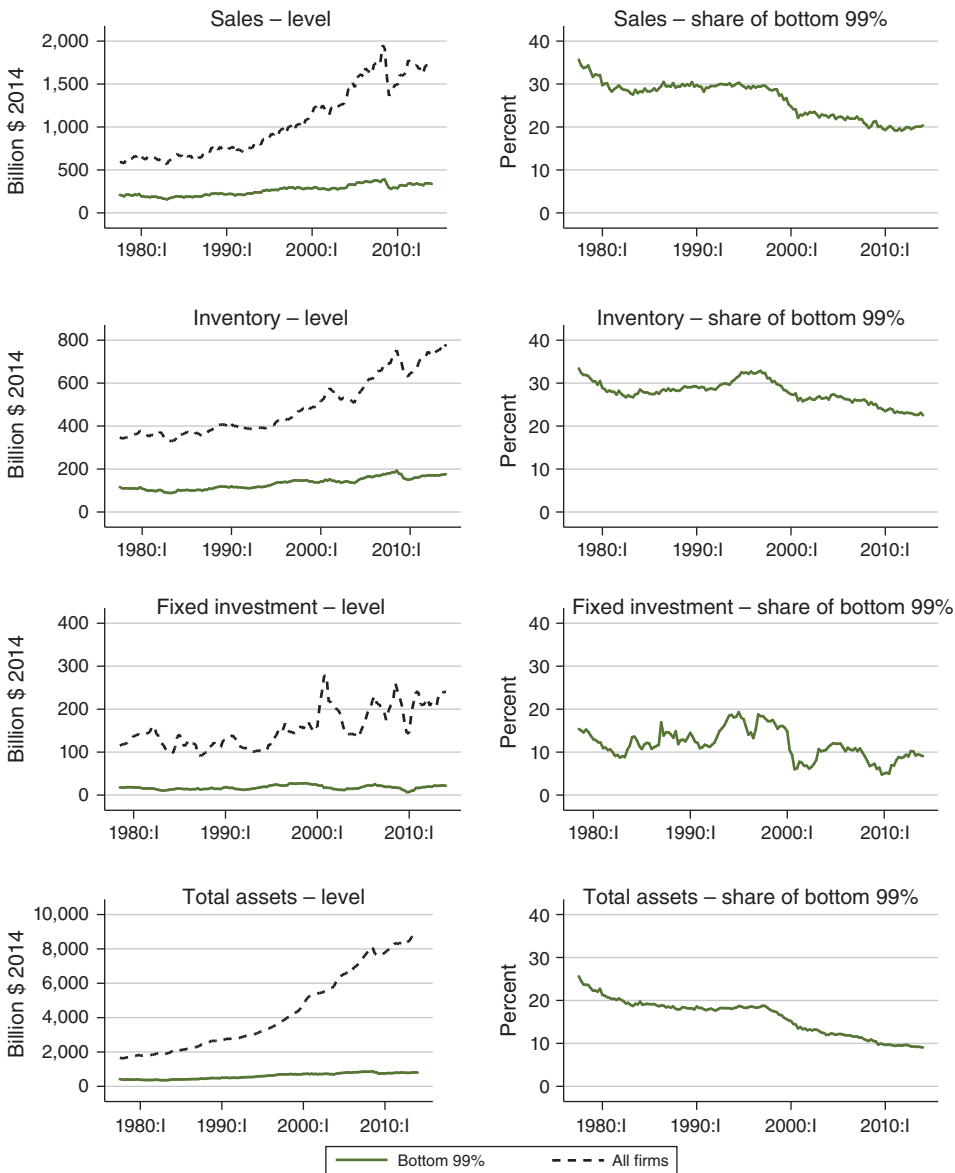 Sales – level
Billion $ 2014
2,000
1,500
1,000
500
0
1980:I 1990:I 2000:I 2010:I
Sales – share of bottom 99%
Percent
40
30
20
10
0
1980:I 1990:I 2000:I 2010:I
Inventory – level
Billion $ 2014
800
600
400
200
0
1980:I 1990:I 2000:I 2010:I
Inventory – share of bottom 99%
Percent
40
30
20
10
0
1980:I 1990:I 2000:I 2010:I
Fixed investment – level
Billion $ 2014
400
300
200
100
0
1980:I 1990:I 2000:I 2010:I
Fixed investment – share of bottom 99%
Percent
40
30
20
10
0
1980:I 1990:I 2000:I 2010:I
Total assets – level
Billion $ 2014
10,000
8,000
6,000
4,000
2,000
0
1980:I 1990:I 2000:I 2010:I
Total assets – share of bottom 99%
Percent
40
30
20
10
0
1980:I 1990:I 2000:I 2010:I
Bottom 99% All firms